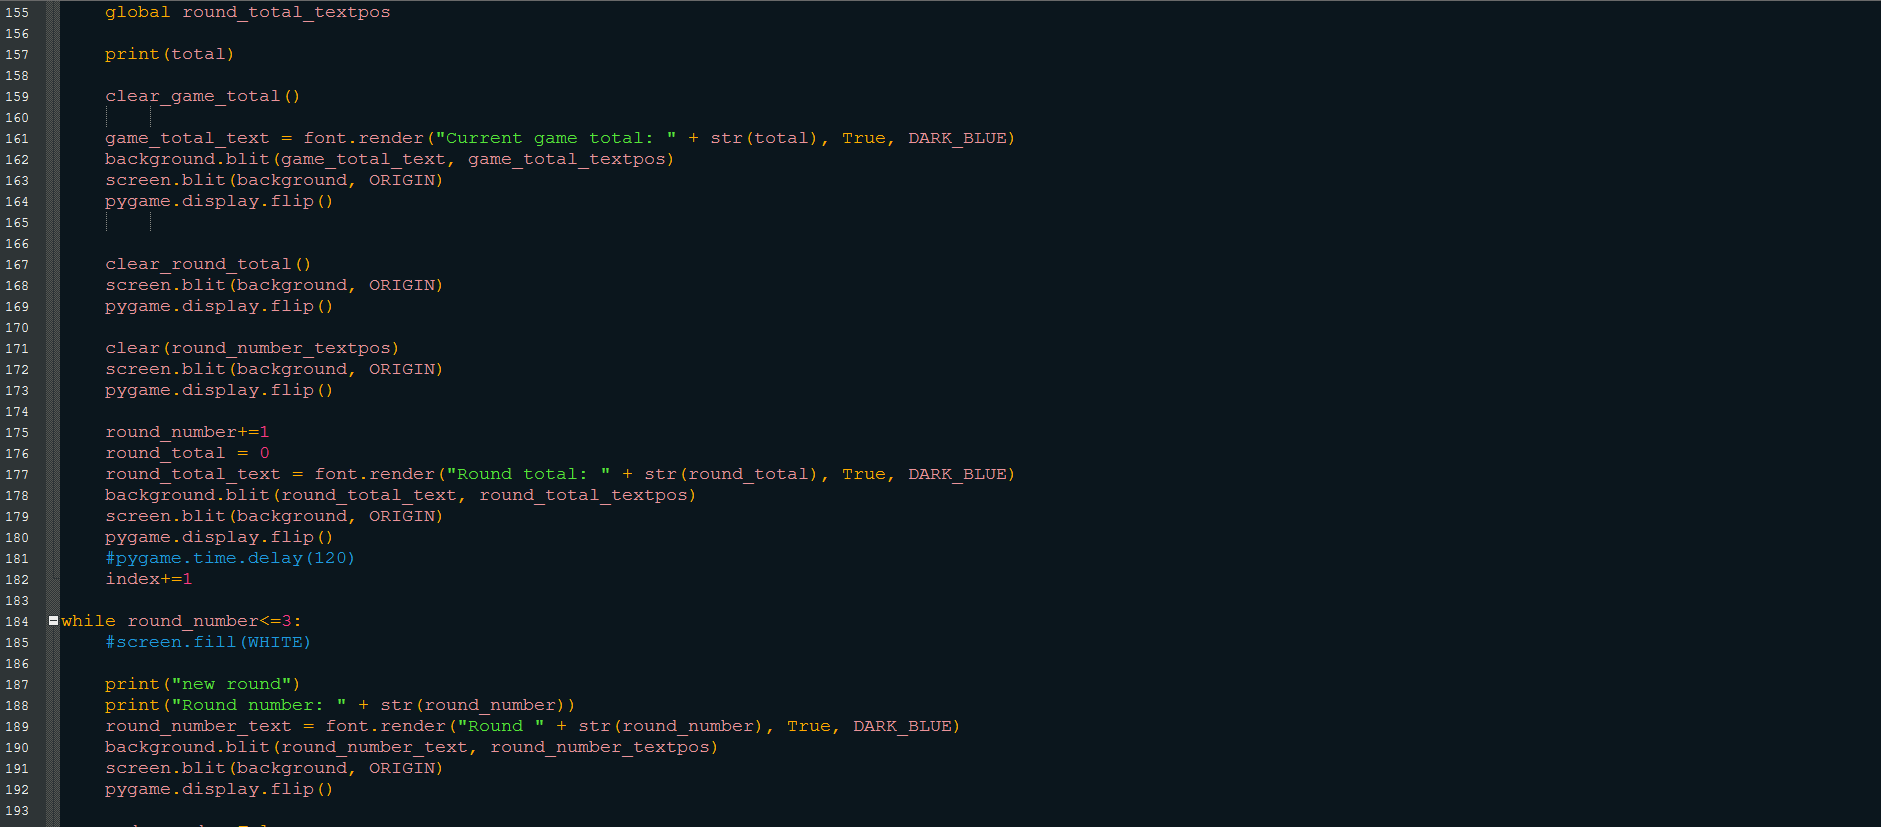 155 global round_total_textpos
156
157 print(total)
158
159 clear_game_total()
160
161 game_total_text = font.render("Current game total: " + str(total), True, DARK_BLUE)
162 background.blit(game_total_text, game_total_textpos)
163 screen.blit(background, ORIGIN)
164 pygame.display.flip()
165
166
167 clear_round_total()
168 screen.blit(background, ORIGIN)
169 pygame.display.flip()
170
171 clear(round_number_textpos)
172 screen.blit(background, ORIGIN)
173 pygame.display.flip()
174
175 round_number+=1
176 round_total = 0
177 round_total_text = font.render("Round total: " + str(round_total), True, DARK_BLUE)
178 background.blit(round_total_text, round_total_textpos)
179 screen.blit(background, ORIGIN)
180 pygame.display.flip()
181 #pygame.time.delay(120)
182 index+=1
183
184 while round_number<=3:
185 #screen.fill(WHITE)
186
187 print("new round")
188 print("Round number: " + str(round_number))
189 round_number_text = font.render("Round " + str(round_number), True, DARK_BLUE)
190 background.blit(round_number_text, round_number_textpos)
191 screen.blit(background, ORIGIN)
192 pygame.display.flip()
193